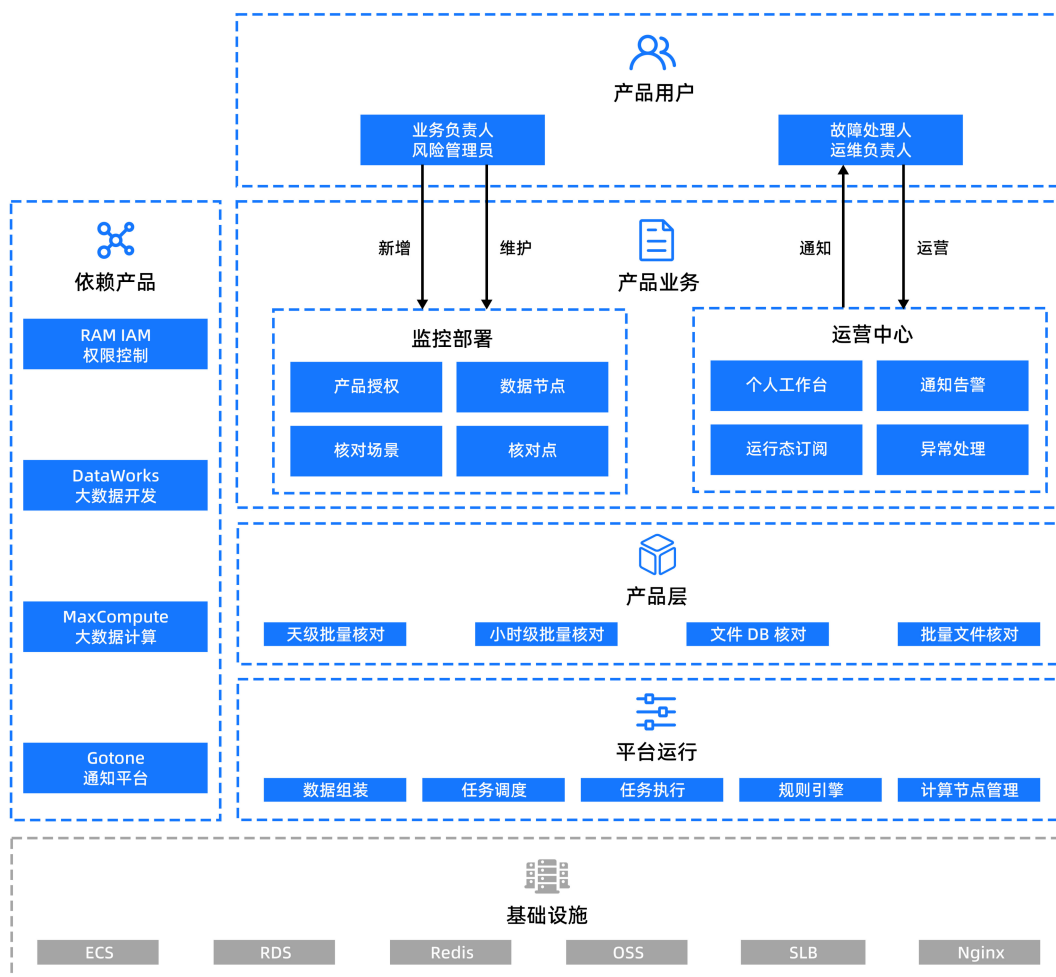 产品用户
业务负责人
风险管理员
故障处理人
运维负责人
新增
维护
产品业务
通知
运营
监控部署
产品授权
数据节点
核对场景
核对点
运营中心
个人工作台
通知告警
运行态订阅
异常处理
依赖产品
RAM IAM
权限控制
DataWorks
大数据开发
MaxCompute
大数据计算
Gotone
通知平台
产品层
天级批量核对
小时级批量核对
文件 DB 核对
批量文件核对
平台运行
数据组装
任务调度
任务执行
规则引擎
计算节点管理
基础设施
ECS
RDS
Redis
OSS
SLB
Nginx